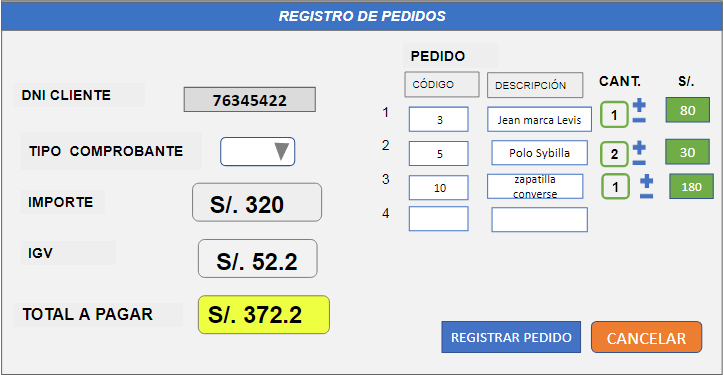 REGISTRO DE PEDIDOS
PEDIDO
CÓDIGO DESCRIPCIÓN CANT. S/.
DNI CLIENTE 76345422
1 3 Jean marca Levis 1 80
TIPO COMPROBANTE
2 5 Polo Sybilla 2 30
3 10 zapatilla converse 1 180
IMPORTE S/. 320
4
IGV S/. 52.2
TOTAL A PAGAR S/. 372.2
REGISTRAR PEDIDO CANCELAR